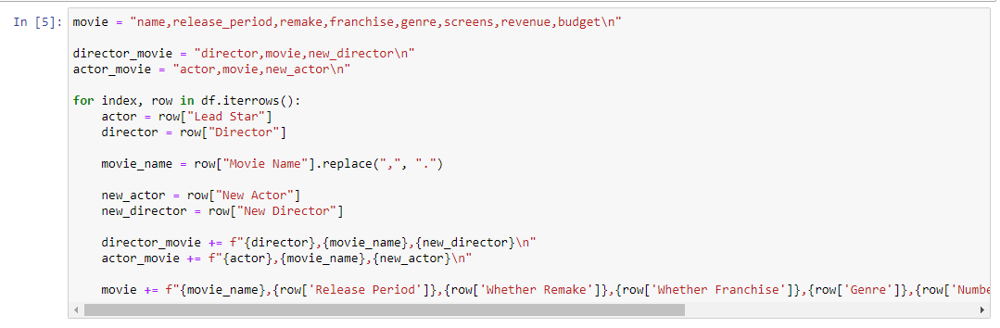 In [5]: movie = "name,release_period,remake,franchise,genre,screens,revenue,budget\n"
director_movie = "director,movie,new_director\n"
actor_movie = "actor,movie,new_actor\n"
for index, row in df.iterrows():
    actor = row["Lead Star"]
    director = row["Director"]
    movie_name = row["Movie Name"].replace(",", ".")
    new_actor = row["New Actor"]
    new_director = row["New Director"]
    director_movie += f"{director},{movie_name},{new_director}\n"
    actor_movie += f"{actor},{movie_name},{new_actor}\n"
    movie += f"{movie_name},{row['Release Period']},{row['Whether Remake']},{row['Whether Franchise']},{row['Genre']},{row['Numbe